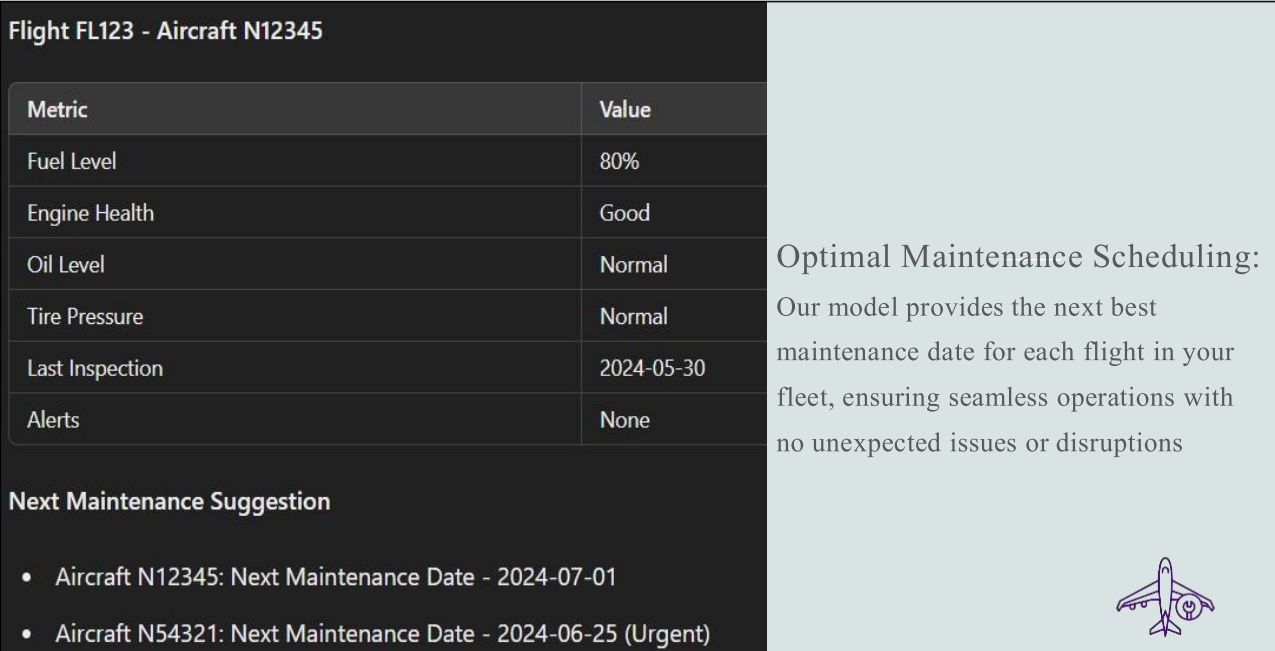 Flight FL123 - Aircraft N12345
Metric Value
Fuel Level 80%
Engine Health Good
Oil Level Normal
Tire Pressure Normal
Last Inspection 2024-05-30
Alerts None
Next Maintenance Suggestion
• Aircraft N12345: Next Maintenance Date - 2024-07-01
• Aircraft N54321: Next Maintenance Date - 2024-06-25 (Urgent)
Optimal Maintenance Scheduling:
Our model provides the next best
maintenance date for each flight in your
fleet, ensuring seamless operations with
no unexpected issues or disruptions